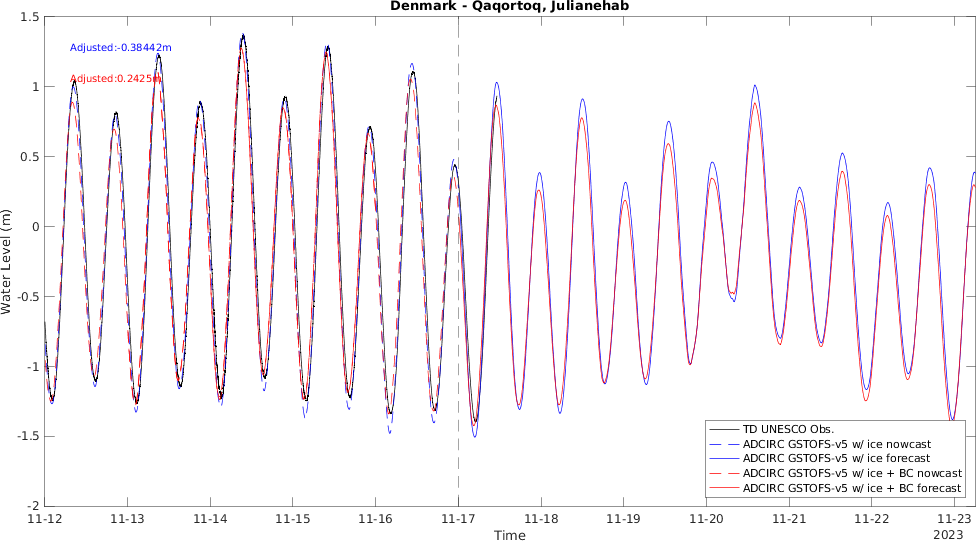 Denmark - Qaqortoq, Julianehab
Adjusted:-0.38442m
Adjusted:0.2425m
1.5
1
0.5
0
-0.5
-1
-1.5
-2
Water Level (m)
TD UNESCO Obs.
ADCIRC GSTOFS-v5 w/ ice nowcast
ADCIRC GSTOFS-v5 w/ ice forecast
ADCIRC GSTOFS-v5 w/ ice + BC nowcast
ADCIRC GSTOFS-v5 w/ ice + BC forecast
11-12 11-13 11-14 11-15 11-16 11-17 11-18 11-19 11-20 11-21 11-22 11-23
Time
2023